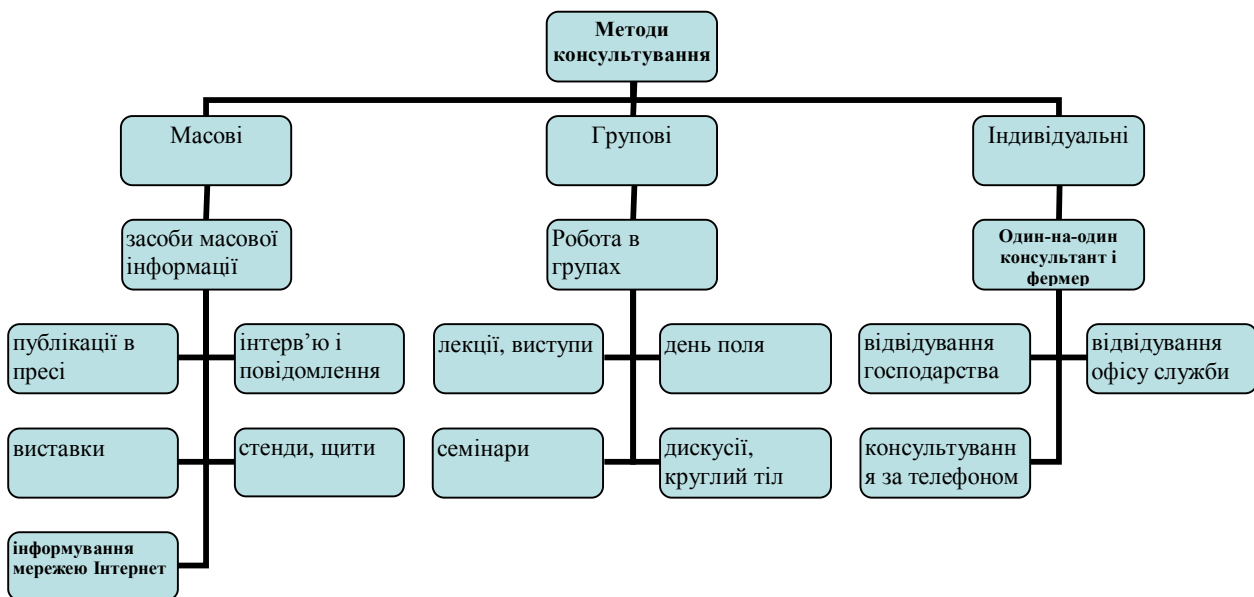 Методи
консультування
Масові
Групові
Індивідуальні
засоби масової
інформації
Робота в
групах
Один-на-один
консультант і
фермер
публікації в
пресі
інтерв’ю і
повідомлення
лекції, виступи
день поля
відвідування
господарства
відвідування
офісу служби
виставки
стенди, щити
семінари
дискусії,
круглий тіл
консультуванн
я за телефоном
інформування
мережею Інтернет